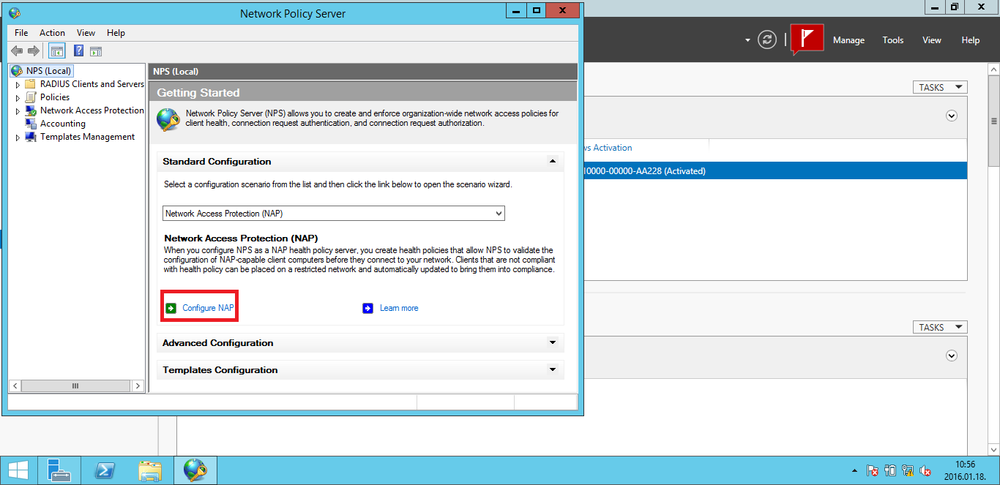 Network Policy Server
File Action View Help
Manage Tools View Help
NPS (Local)
RADIUS Clients and Servers
Policies
Network Access Protection
Accounting
Templates Management
NPS (Local)
Getting Started
Network Policy Server (NPS) allows you to create and enforce organization-wide network access policies for
client health, connection request authentication, and connection request authorization.
Standard Configuration
Select a configuration scenario from the list and then click the link below to open the scenario wizard.
Network Access Protection (NAP)
Network Access Protection (NAP)
When you configure NPS as a NAP health policy server, you create health policies that allow NPS to validate the
configuration of NAP-capable client computers before they connect to your network. Clients that are not compliant
with health policy can be placed on a restricted network and automatically updated to bring them into compliance.
Configure NAP
Learn more
Advanced Configuration
Templates Configuration
TASKS
ws Activation
0000-00000-AA228 (Activated)
TASKS
10:56
2016.01.18.